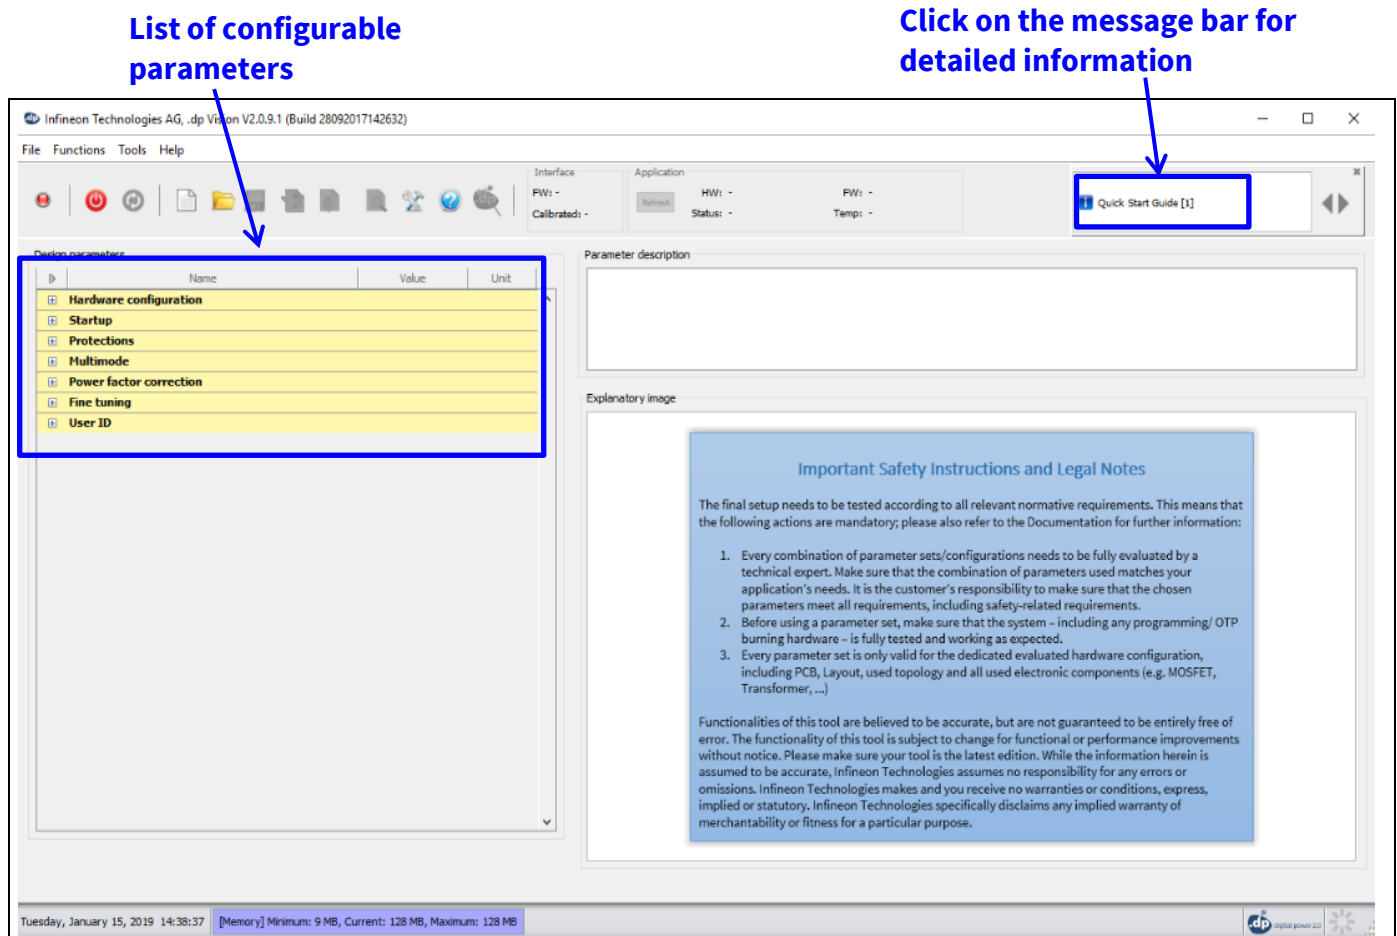 List of configurable
parameters
Click on the message bar for
detailed information
Infineon Technologies AG, .dp Vision V2.0.9.1 (Build 28092017142632)
File Functions Tools Help
Interface
FW: -
Calibrated: -
Application
Refresh
HW: -
FW: -
Status: -
Temp: -
Quick Start Guide [1]
Design parameters
Name Value Unit
Hardware configuration
Startup
Protections
Multimode
Power factor correction
Fine tuning
User ID
Parameter description
Explanatory image
Important Safety Instructions and Legal Notes
The final setup needs to be tested according to all relevant normative requirements. This means that
the following actions are mandatory; please also refer to the Documentation for further information:
1. Every combination of parameter sets/configurations needs to be fully evaluated by a
technical expert. Make sure that the combination of parameters used matches your
application's needs. It is the customer's responsibility to make sure that the chosen
parameters meet all requirements, including safety-related requirements.
2. Before using a parameter set, make sure that the system – including any programming/ OTP
burning hardware – is fully tested and working as expected.
3. Every parameter set is only valid for the dedicated evaluated hardware configuration,
including PCB, Layout, used topology and all used electronic components (e.g. MOSFET,
Transformer, ...)
Functionalities of this tool are believed to be accurate, but are not guaranteed to be entirely free of
error. The functionality of this tool is subject to change for functional or performance improvements
without notice. Please make sure your tool is the latest edition. While the information herein is
assumed to be accurate, Infineon Technologies assumes no responsibility for any errors or
omissions. Infineon Technologies makes and you receive no warranties or conditions, express,
implied or statutory. Infineon Technologies specifically disclaims any implied warranty of
merchantability or fitness for a particular purpose.
Tuesday, January 15, 2019 14:38:37
[Memory] Minimum: 9 MB, Current: 128 MB, Maximum: 128 MB
.dp digital power 2.0